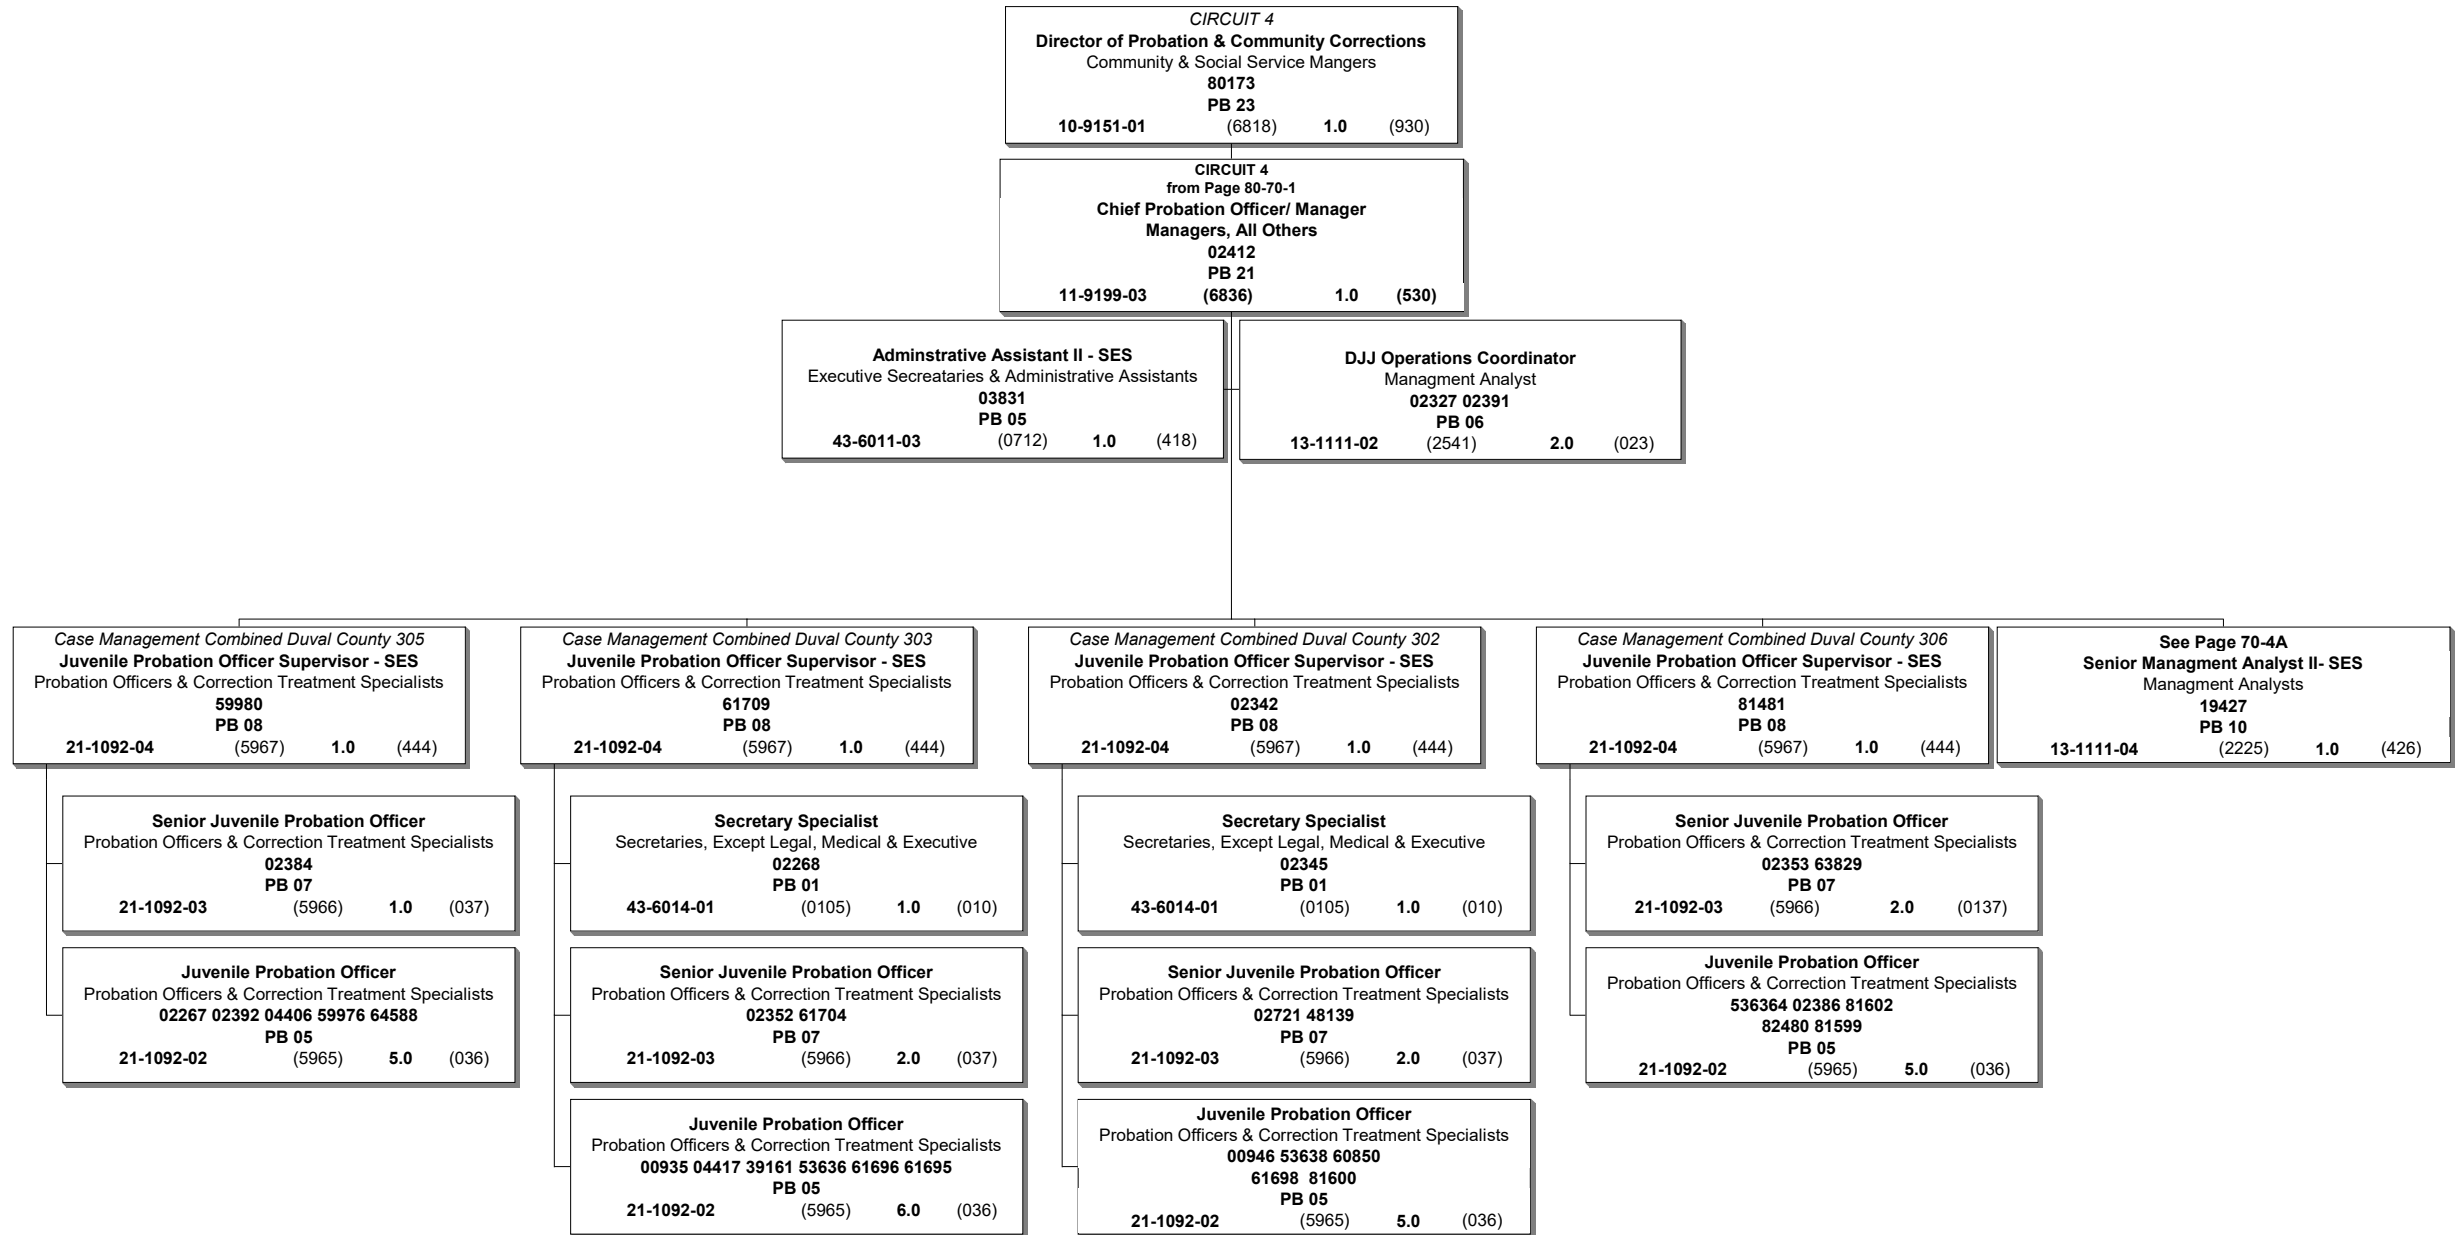 CIRCUIT 4
Director of Probation & Community Corrections
Community & Social Service Mangers
80173
PB 23
10-9151-01 (6818) 1.0 (930)
CIRCUIT 4
from Page 80-70-1
Chief Probation Officer/ Manager
Managers, All Others
02412
PB 21
11-9199-03 (6836) 1.0 (530)
Adminstrative Assistant II - SES
Executive Secreataries & Administrative Assistants
03831
PB 05
43-6011-03 (0712) 1.0 (418)
DJJ Operations Coordinator
Managment Analyst
02327 02391
PB 06
13-1111-02 (2541) 2.0 (023)
Case Management Combined Duval County 305
Juvenile Probation Officer Supervisor - SES
Probation Officers & Correction Treatment Specialists
59980
PB 08
21-1092-04 (5967) 1.0 (444)
Senior Juvenile Probation Officer
Probation Officers & Correction Treatment Specialists
02384
PB 07
21-1092-03 (5966) 1.0 (037)
Juvenile Probation Officer
Probation Officers & Correction Treatment Specialists
02267 02392 04406 59976 64588
PB 05
21-1092-02 (5965) 5.0 (036)
Case Management Combined Duval County 303
Juvenile Probation Officer Supervisor - SES
Probation Officers & Correction Treatment Specialists
61709
PB 08
21-1092-04 (5967) 1.0 (444)
Secretary Specialist
Secretaries, Except Legal, Medical & Executive
02268
PB 01
43-6014-01 (0105) 1.0 (010)
Senior Juvenile Probation Officer
Probation Officers & Correction Treatment Specialists
02352 61704
PB 07
21-1092-03 (5966) 2.0 (037)
Juvenile Probation Officer
Probation Officers & Correction Treatment Specialists
00935 04417 39161 53636 61696 61695
PB 05
21-1092-02 (5965) 6.0 (036)
Case Management Combined Duval County 302
Juvenile Probation Officer Supervisor - SES
Probation Officers & Correction Treatment Specialists
02342
PB 08
21-1092-04 (5967) 1.0 (444)
Secretary Specialist
Secretaries, Except Legal, Medical & Executive
02345
PB 01
43-6014-01 (0105) 1.0 (010)
Senior Juvenile Probation Officer
Probation Officers & Correction Treatment Specialists
02721 48139
PB 07
21-1092-03 (5966) 2.0 (037)
Juvenile Probation Officer
Probation Officers & Correction Treatment Specialists
00946 53638 60850
61698 81600
PB 05
21-1092-02 (5965) 5.0 (036)
Case Management Combined Duval County 306
Juvenile Probation Officer Supervisor - SES
Probation Officers & Correction Treatment Specialists
81481
PB 08
21-1092-04 (5967) 1.0 (444)
Senior Juvenile Probation Officer
Probation Officers & Correction Treatment Specialists
02353 63829
PB 07
21-1092-03 (5966) 2.0 (0137)
Juvenile Probation Officer
Probation Officers & Correction Treatment Specialists
536364 02386 81602
82480 81599
PB 05
21-1092-02 (5965) 5.0 (036)
See Page 70-4A
Senior Managment Analyst II- SES
Managment Analysts
19427
PB 10
13-1111-04 (2225) 1.0 (426)